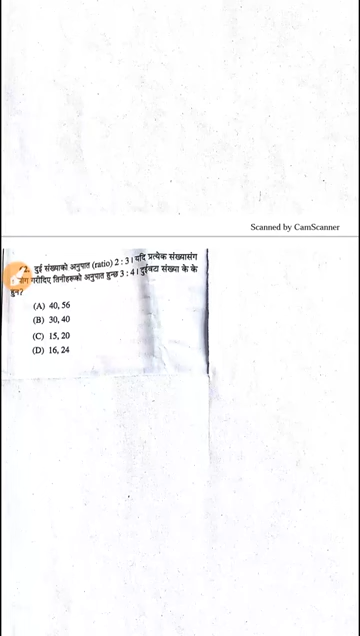 Scanned by CamScanner
2. दुई संख्याको अनुपात (ratio) 2 : 3 । यदि प्रत्येक संख्यासंग
गरीदिए तिनीहरूको अनुपात हुन्छ 3 : 4 । दुईवटा संख्या के के
हुन?
(A) 40, 56
(B) 30, 40
(C) 15, 20
(D) 16, 24